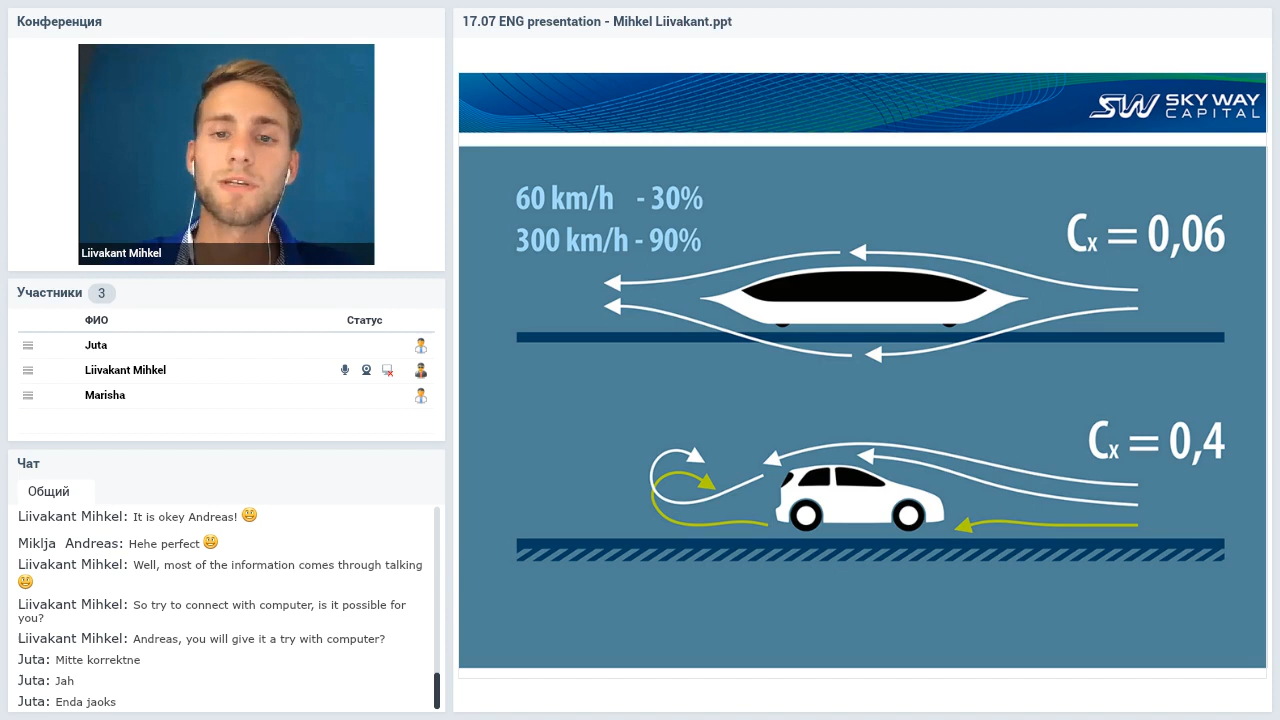 Конференция
Liivakant Mihkel
Участники 3
ФИО Статус
Juta
Liivakant Mihkel
Marisha
Чат
Общий
Liivakant Mihkel: It is okey Andreas!
Miklja Andreas: Hehe perfect
Liivakant Mihkel: Well, most of the information comes through talking
Liivakant Mihkel: So try to connect with computer, is it possible for
you?
Liivakant Mihkel: Andreas, you will give it a try with computer?
Juta: Mitte korrektne
Juta: Jah
Juta: Enda jaoks
17.07 ENG presentation - Mihkel Liivakant.ppt
SW SKY WAY
CAPITAL
60 km/h - 30%
300 km/h - 90%
Cx = 0,06
Cx = 0,4